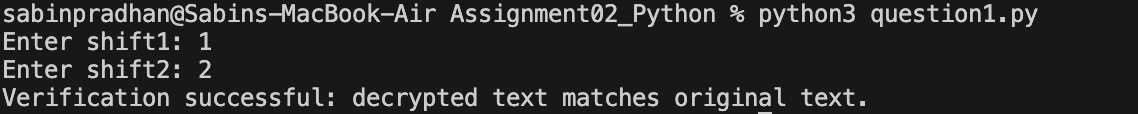 sabinpradhan@Sabins-MacBook-Air Assignment02_Python % python3 question1.py
Enter shift1: 1
Enter shift2: 2
Verification successful: decrypted text matches original text.